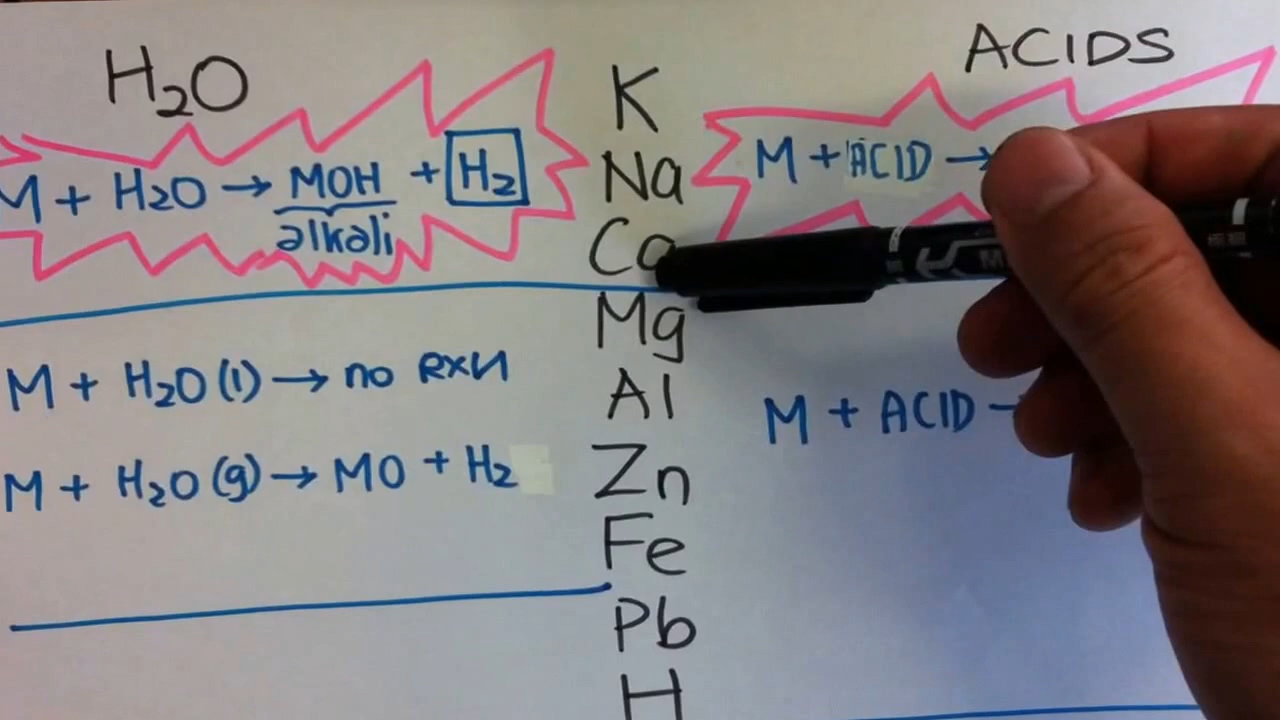 H₂O
M + H₂O → MOH + H₂
alkali
M + H₂O (l) → no RXN
M + H₂O (g) → MO + H₂
K
Na
Ca
Mg
Al
Zn
Fe
Pb
H
ACIDS
M + ACID →
M + ACID –
M